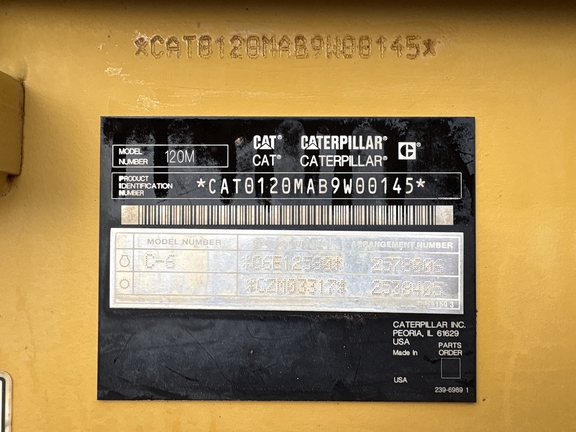 *CAT0120MAB9W00145*
CAT® CATERPILLAR®
MODEL NUMBER 120M
CAT® CATERPILLAR®
PRODUCT IDENTIFICATION NUMBER *CAT0120MAB9W00145*
MODEL NUMBER ARRANGEMENT NUMBER
C-6
CATERPILLAR INC.
PEORIA, IL 61629
USA
Made in
PARTS ORDER
USA
239-6989 1